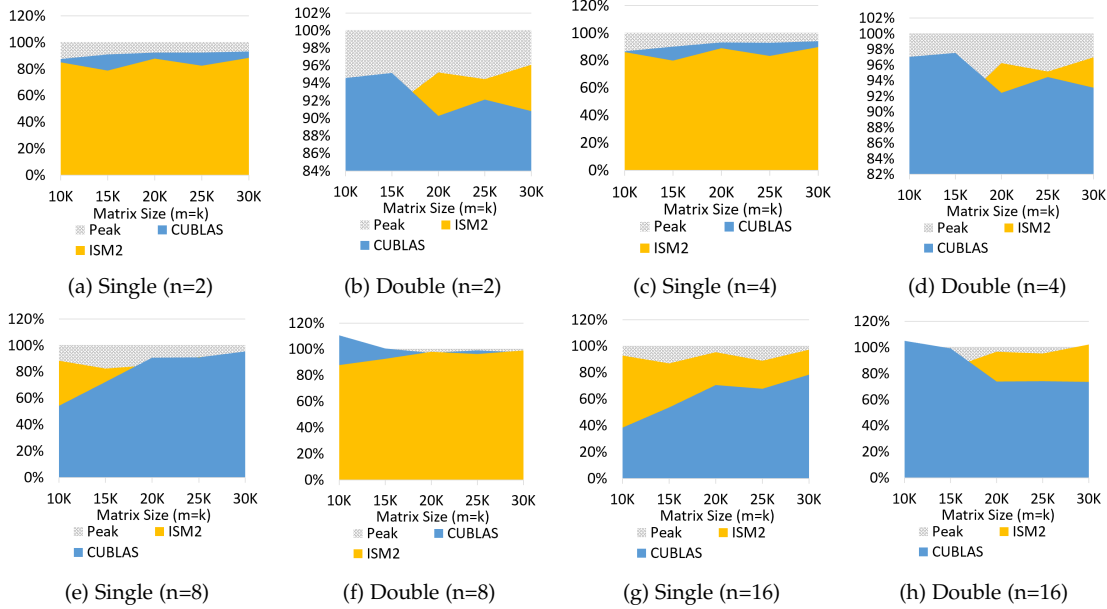 120%
100%
80%
60%
40%
20%
0%
10K 15K 20K 25K 30K
Matrix Size (m=k)
Peak CUBLAS
ISM2
(a) Single (n=2)
102%
100%
98%
96%
94%
92%
90%
88%
86%
84%
10K 15K 20K 25K 30K
Matrix Size (m=k)
Peak ISM2
CUBLAS
(b) Double (n=2)
120%
100%
80%
60%
40%
20%
0%
10K 15K 20K 25K 30K
Matrix Size (m=k)
Peak CUBLAS
ISM2
(c) Single (n=4)
102%
100%
98%
96%
94%
92%
90%
88%
86%
84%
82%
10K 15K 20K 25K 30K
Matrix Size (m=k)
Peak ISM2
CUBLAS
(d) Double (n=4)
120%
100%
80%
60%
40%
20%
0%
10K 15K 20K 25K 30K
Matrix Size (m=k)
Peak ISM2
CUBLAS
(e) Single (n=8)
120%
100%
80%
60%
40%
20%
0%
10K 15K 20K 25K 30K
Matrix Size (m=k)
Peak CUBLAS
ISM2
(f) Double (n=8)
120%
100%
80%
60%
40%
20%
0%
10K 15K 20K 25K 30K
Matrix Size (m=k)
Peak ISM2
CUBLAS
(g) Single (n=16)
120%
100%
80%
60%
40%
20%
0%
10K 15K 20K 25K 30K
Matrix Size (m=k)
Peak ISM2
CUBLAS
(h) Double (n=16)